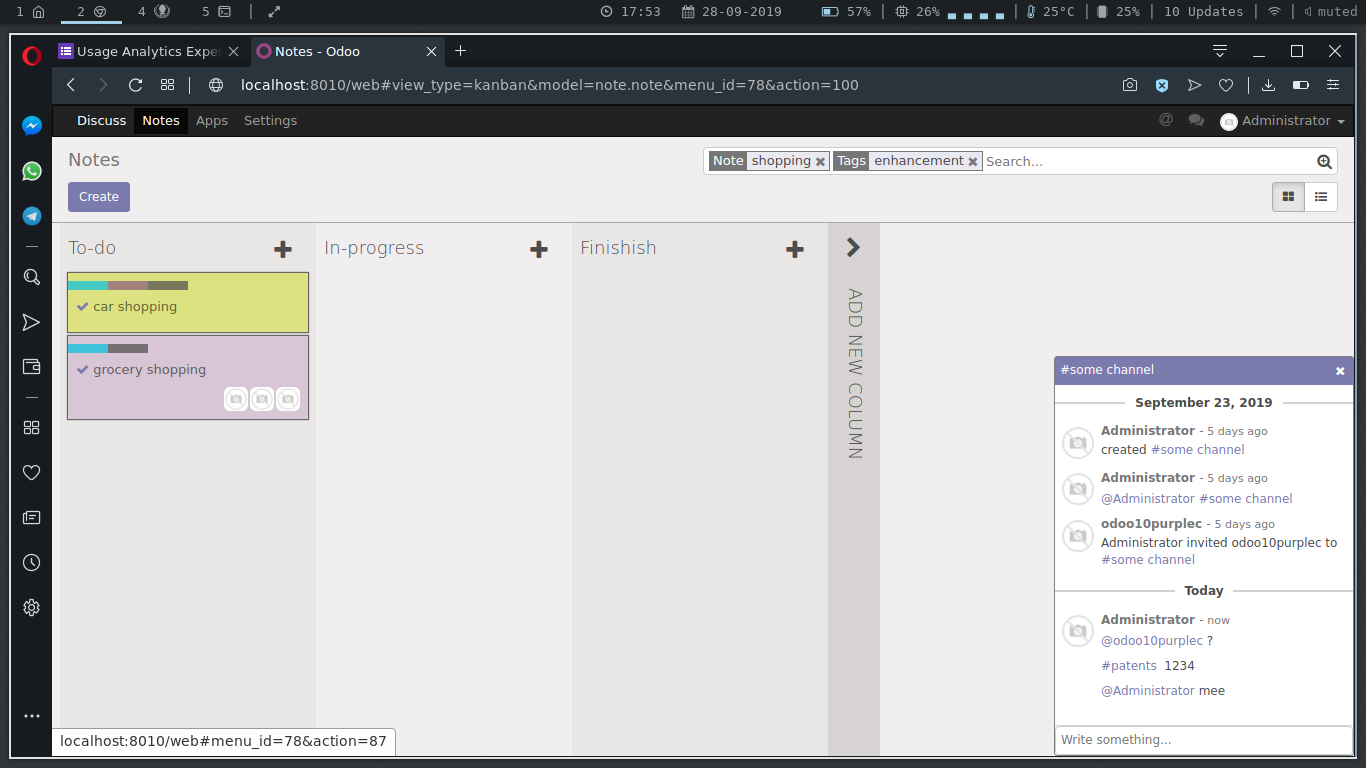 1 2 4 5 17:53 28-09-2019 57% 26% 25°C 25% 10 Updates muted
Usage Analytics Expe Notes - Odoo
localhost:8010/web#view_type=kanban&model=note.note&menu_id=78&action=100
Discuss Notes Apps Settings @ Administrator
Notes
Note shopping Tags enhancement Search...
Create
To-do In-progress Finishish
car shopping
grocery shopping
ADD NEW COLUMN
#some channel
September 23, 2019
Administrator - 5 days ago
created #some channel
Administrator - 5 days ago
@Administrator #some channel
odoo10purplec - 5 days ago
Administrator invited odoo10purplec to
#some channel
Today
Administrator - now
@odoo10purplec ?
#patents 1234
@Administrator mee
Write something...
localhost:8010/web#menu_id=78&action=87